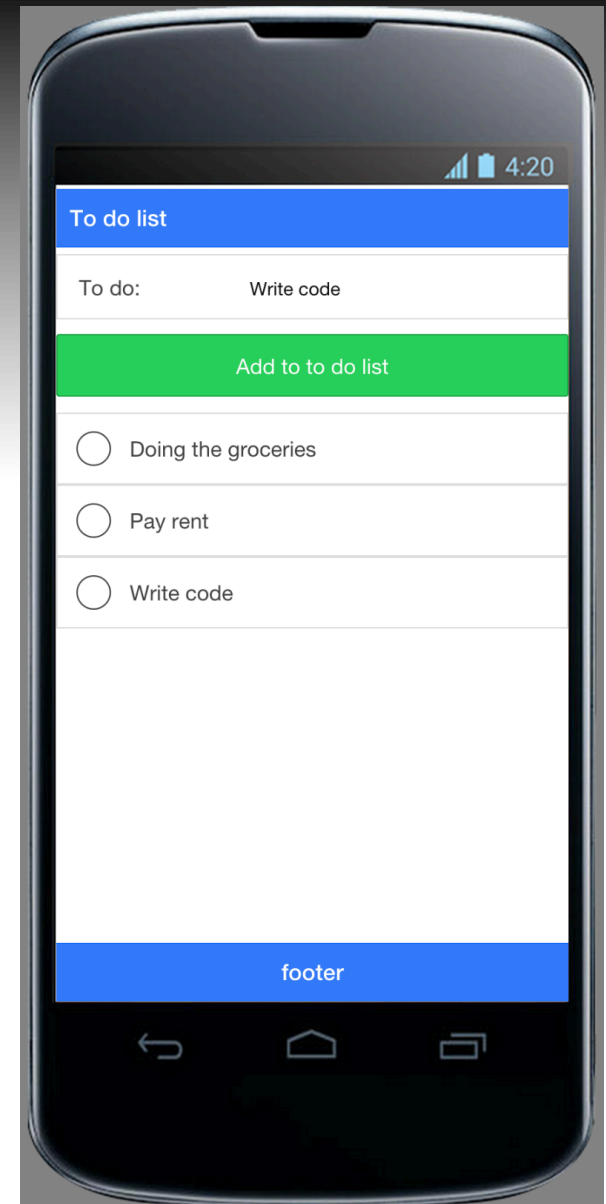 4:20
To do list
To do: Write code
Add to to do list
Doing the groceries
Pay rent
Write code
footer